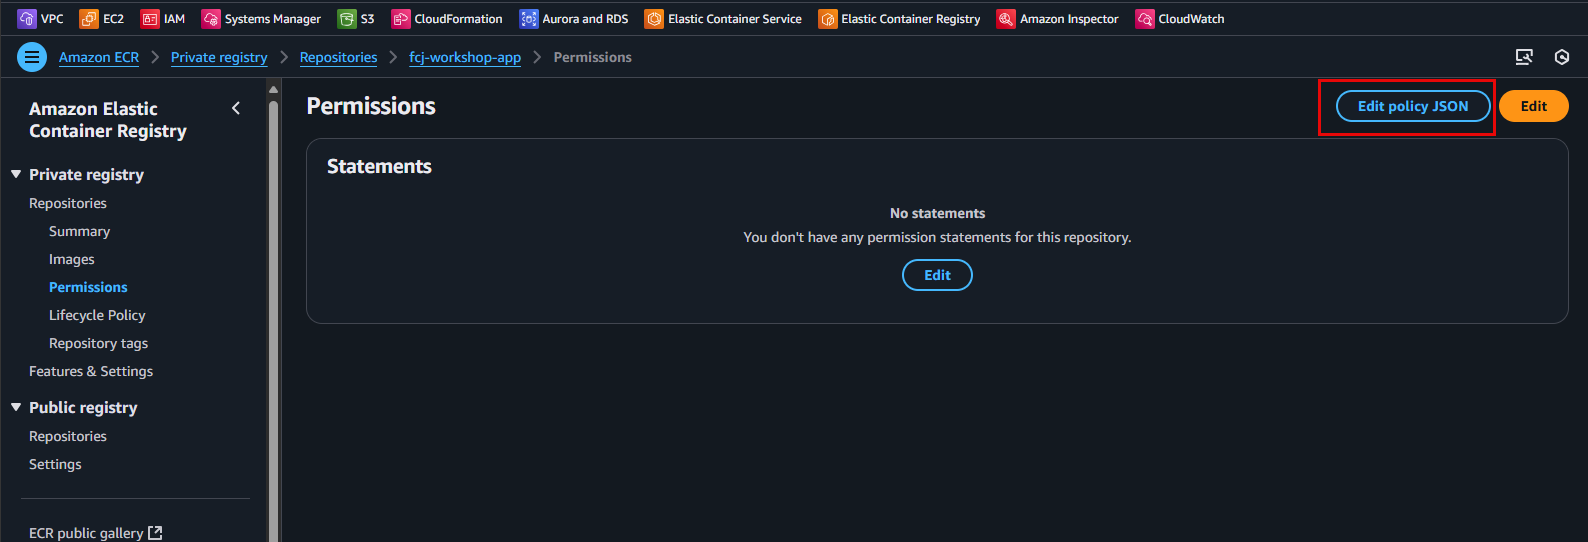 VPC EC2 IAM Systems Manager S3 CloudFormation Aurora and RDS Elastic Container Service Elastic Container Registry Amazon Inspector CloudWatch
Amazon ECR > Private registry > Repositories > fcj-workshop-app > Permissions
Amazon Elastic
Container Registry
Private registry
Repositories
Summary
Images
Permissions
Lifecycle Policy
Repository tags
Features & Settings
Public registry
Repositories
Settings
ECR public gallery
Permissions
Edit policy JSON
Edit
Statements
No statements
You don't have any permission statements for this repository.
Edit